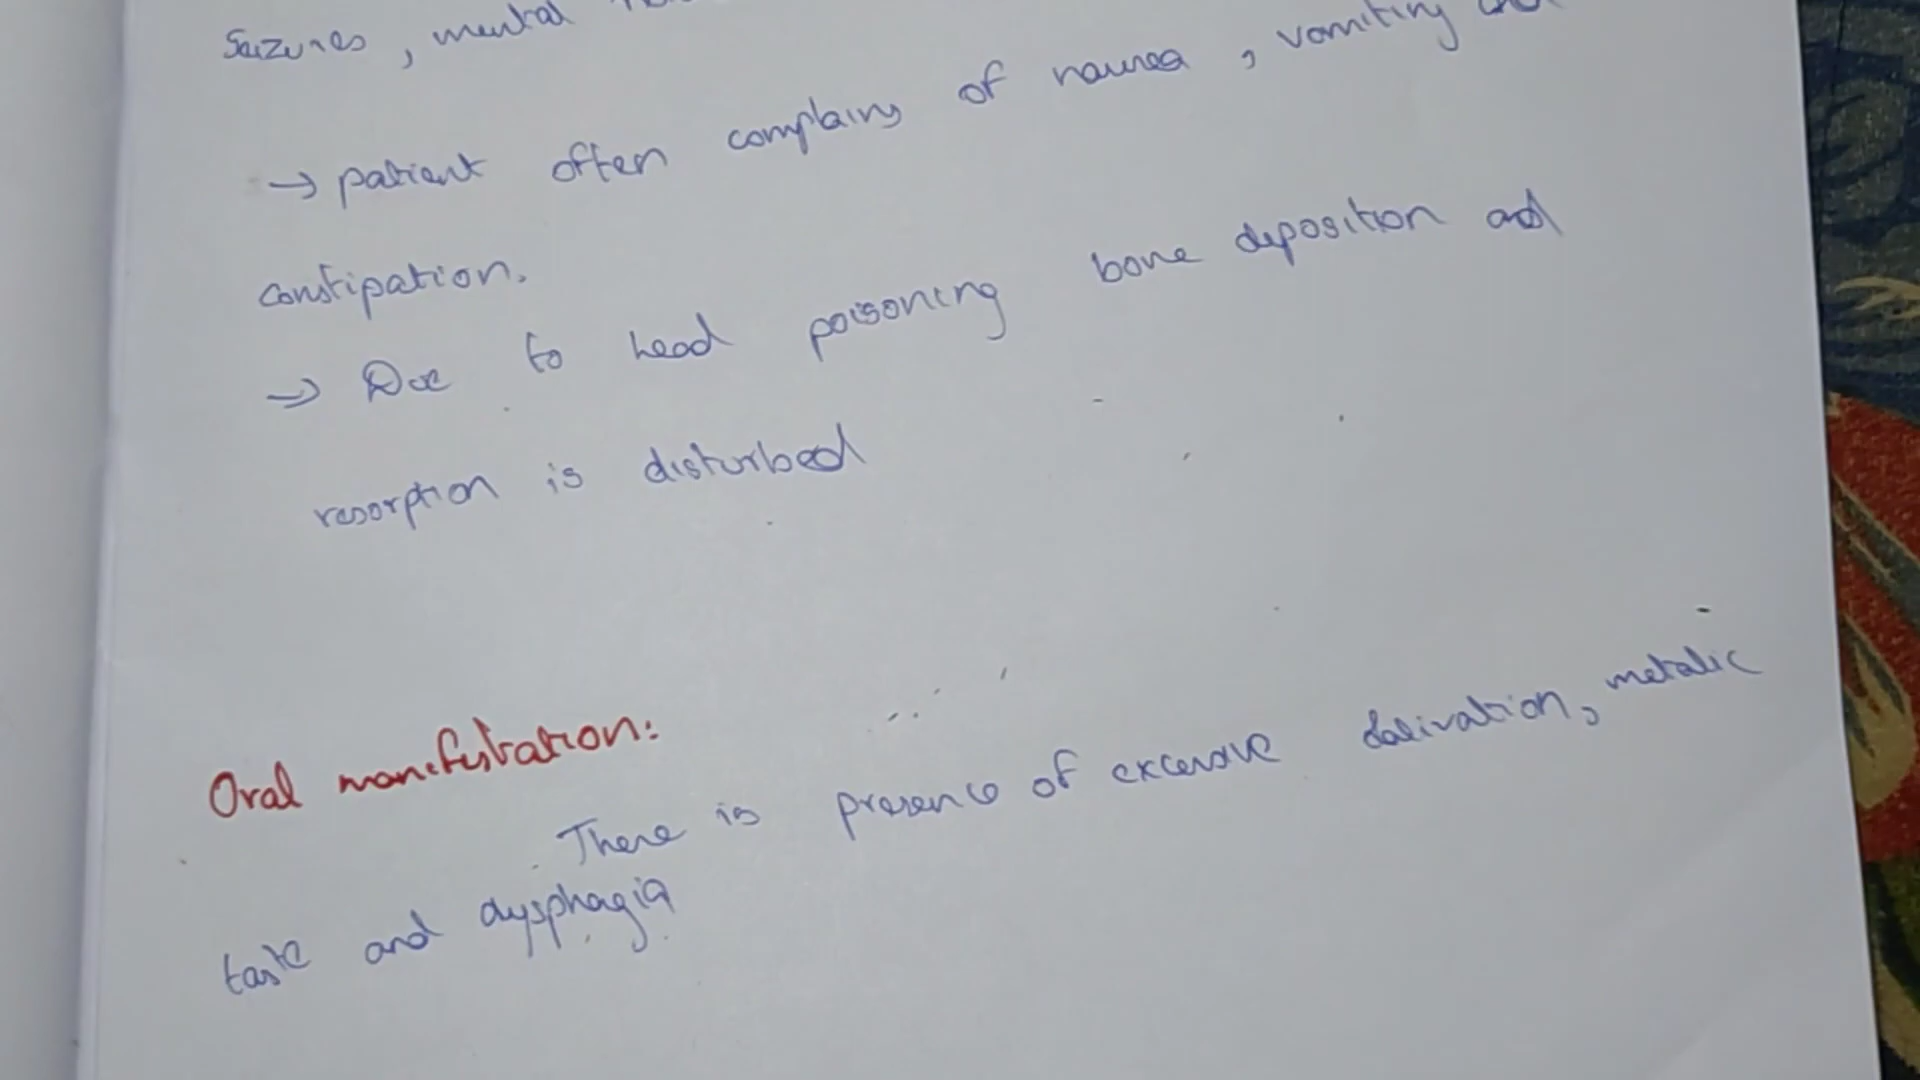 Seizures, mental
→ patient often complains of nausea, vomiting and
constipation.
→ Due to lead poisoning bone deposition and
resorption is disturbed
Oral manifestation:
There is presence of excessive salivation, metalic
taste and dysphagia